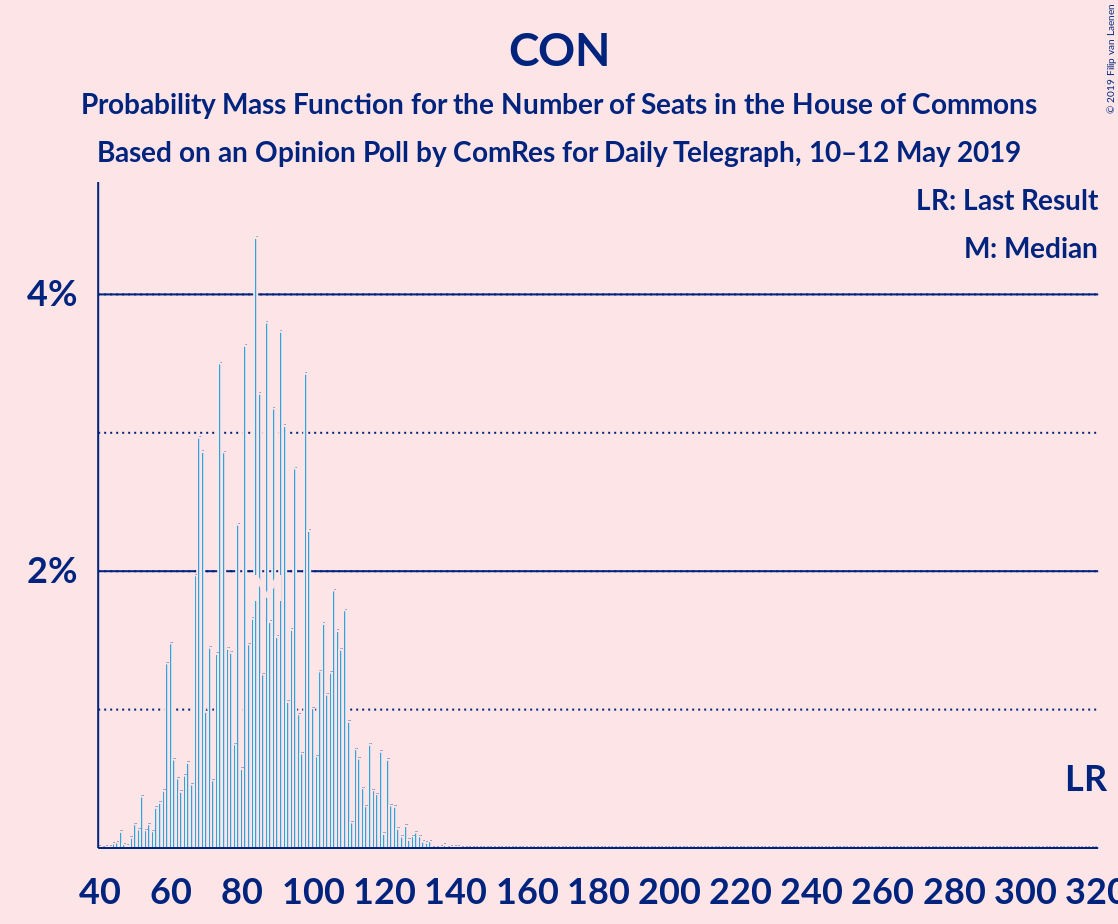 CON
Probability Mass Function for the Number of Seats in the House of Commons
Based on an Opinion Poll by ComRes for Daily Telegraph, 10–12 May 2019
© 2019 Filip van Laenen
LR: Last Result
M: Median
4%
2%
LR
40 60 80 100 120 140 160 180 200 220 240 260 280 300 320